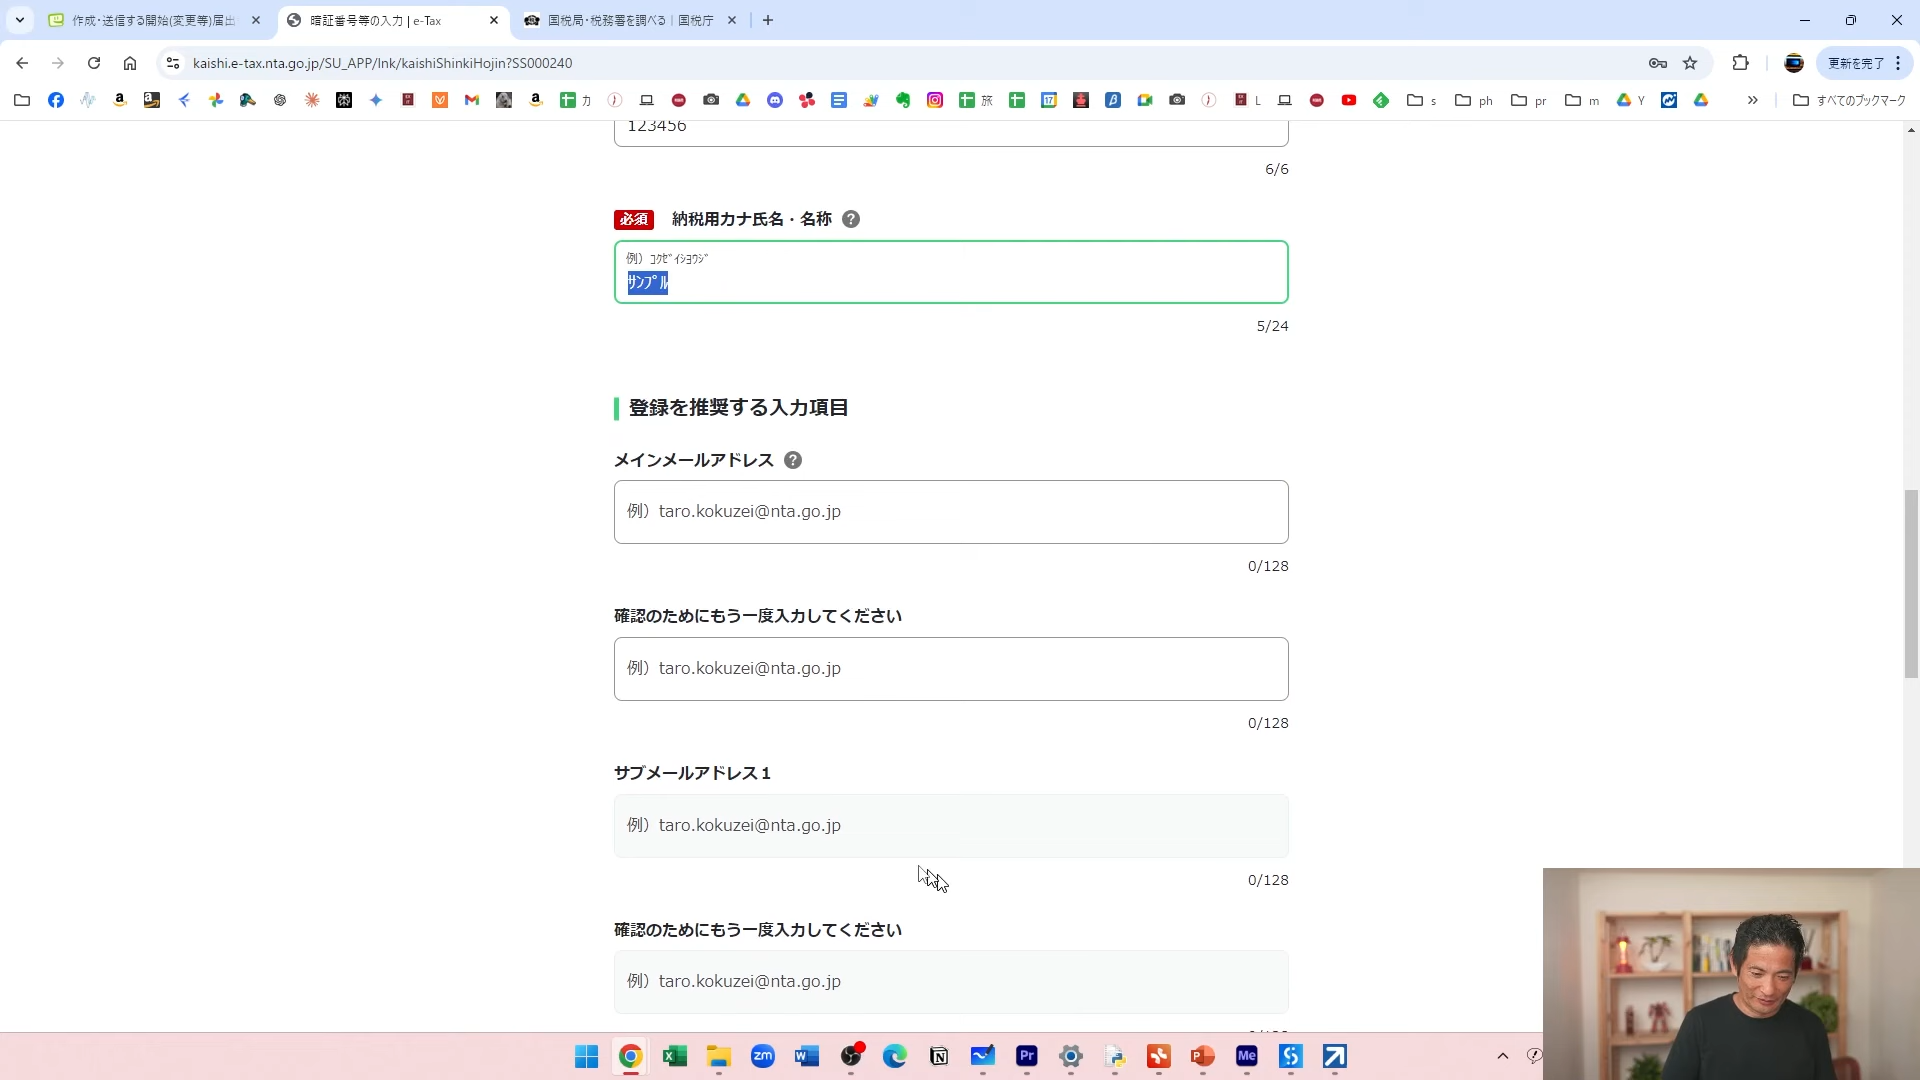 作成・送信する開始(変更等)届出
暗証番号等の入力 | e-Tax
国税局・税務署を調べる | 国税庁
kaishi.e-tax.nta.go.jp/SU_APP/lnk/kaishiShinkiHojin?SS000240
更新を完了
カ
旅
L
s
ph
pr
m
Y
すべてのブックマーク
123456
6/6
必須 納税用カナ氏名・名称
例）ｺｸｾﾞｲｼﾖｳｼﾞ
ｻﾝﾌﾟﾙ
5/24
登録を推奨する入力項目
メインメールアドレス
例）taro.kokuzei@nta.go.jp
0/128
確認のためにもう一度入力してください
例）taro.kokuzei@nta.go.jp
0/128
サブメールアドレス１
例）taro.kokuzei@nta.go.jp
0/128
確認のためにもう一度入力してください
例）taro.kokuzei@nta.go.jp